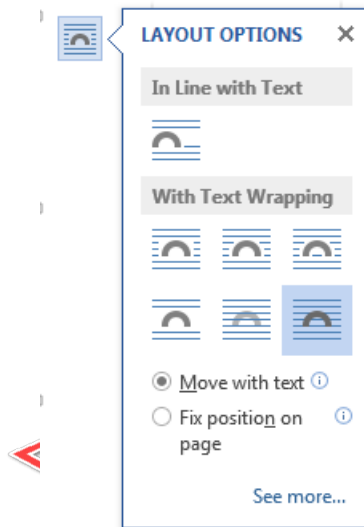 LAYOUT OPTIONS
In Line with Text
With Text Wrapping
Move with text
Fix position on
page
See more...